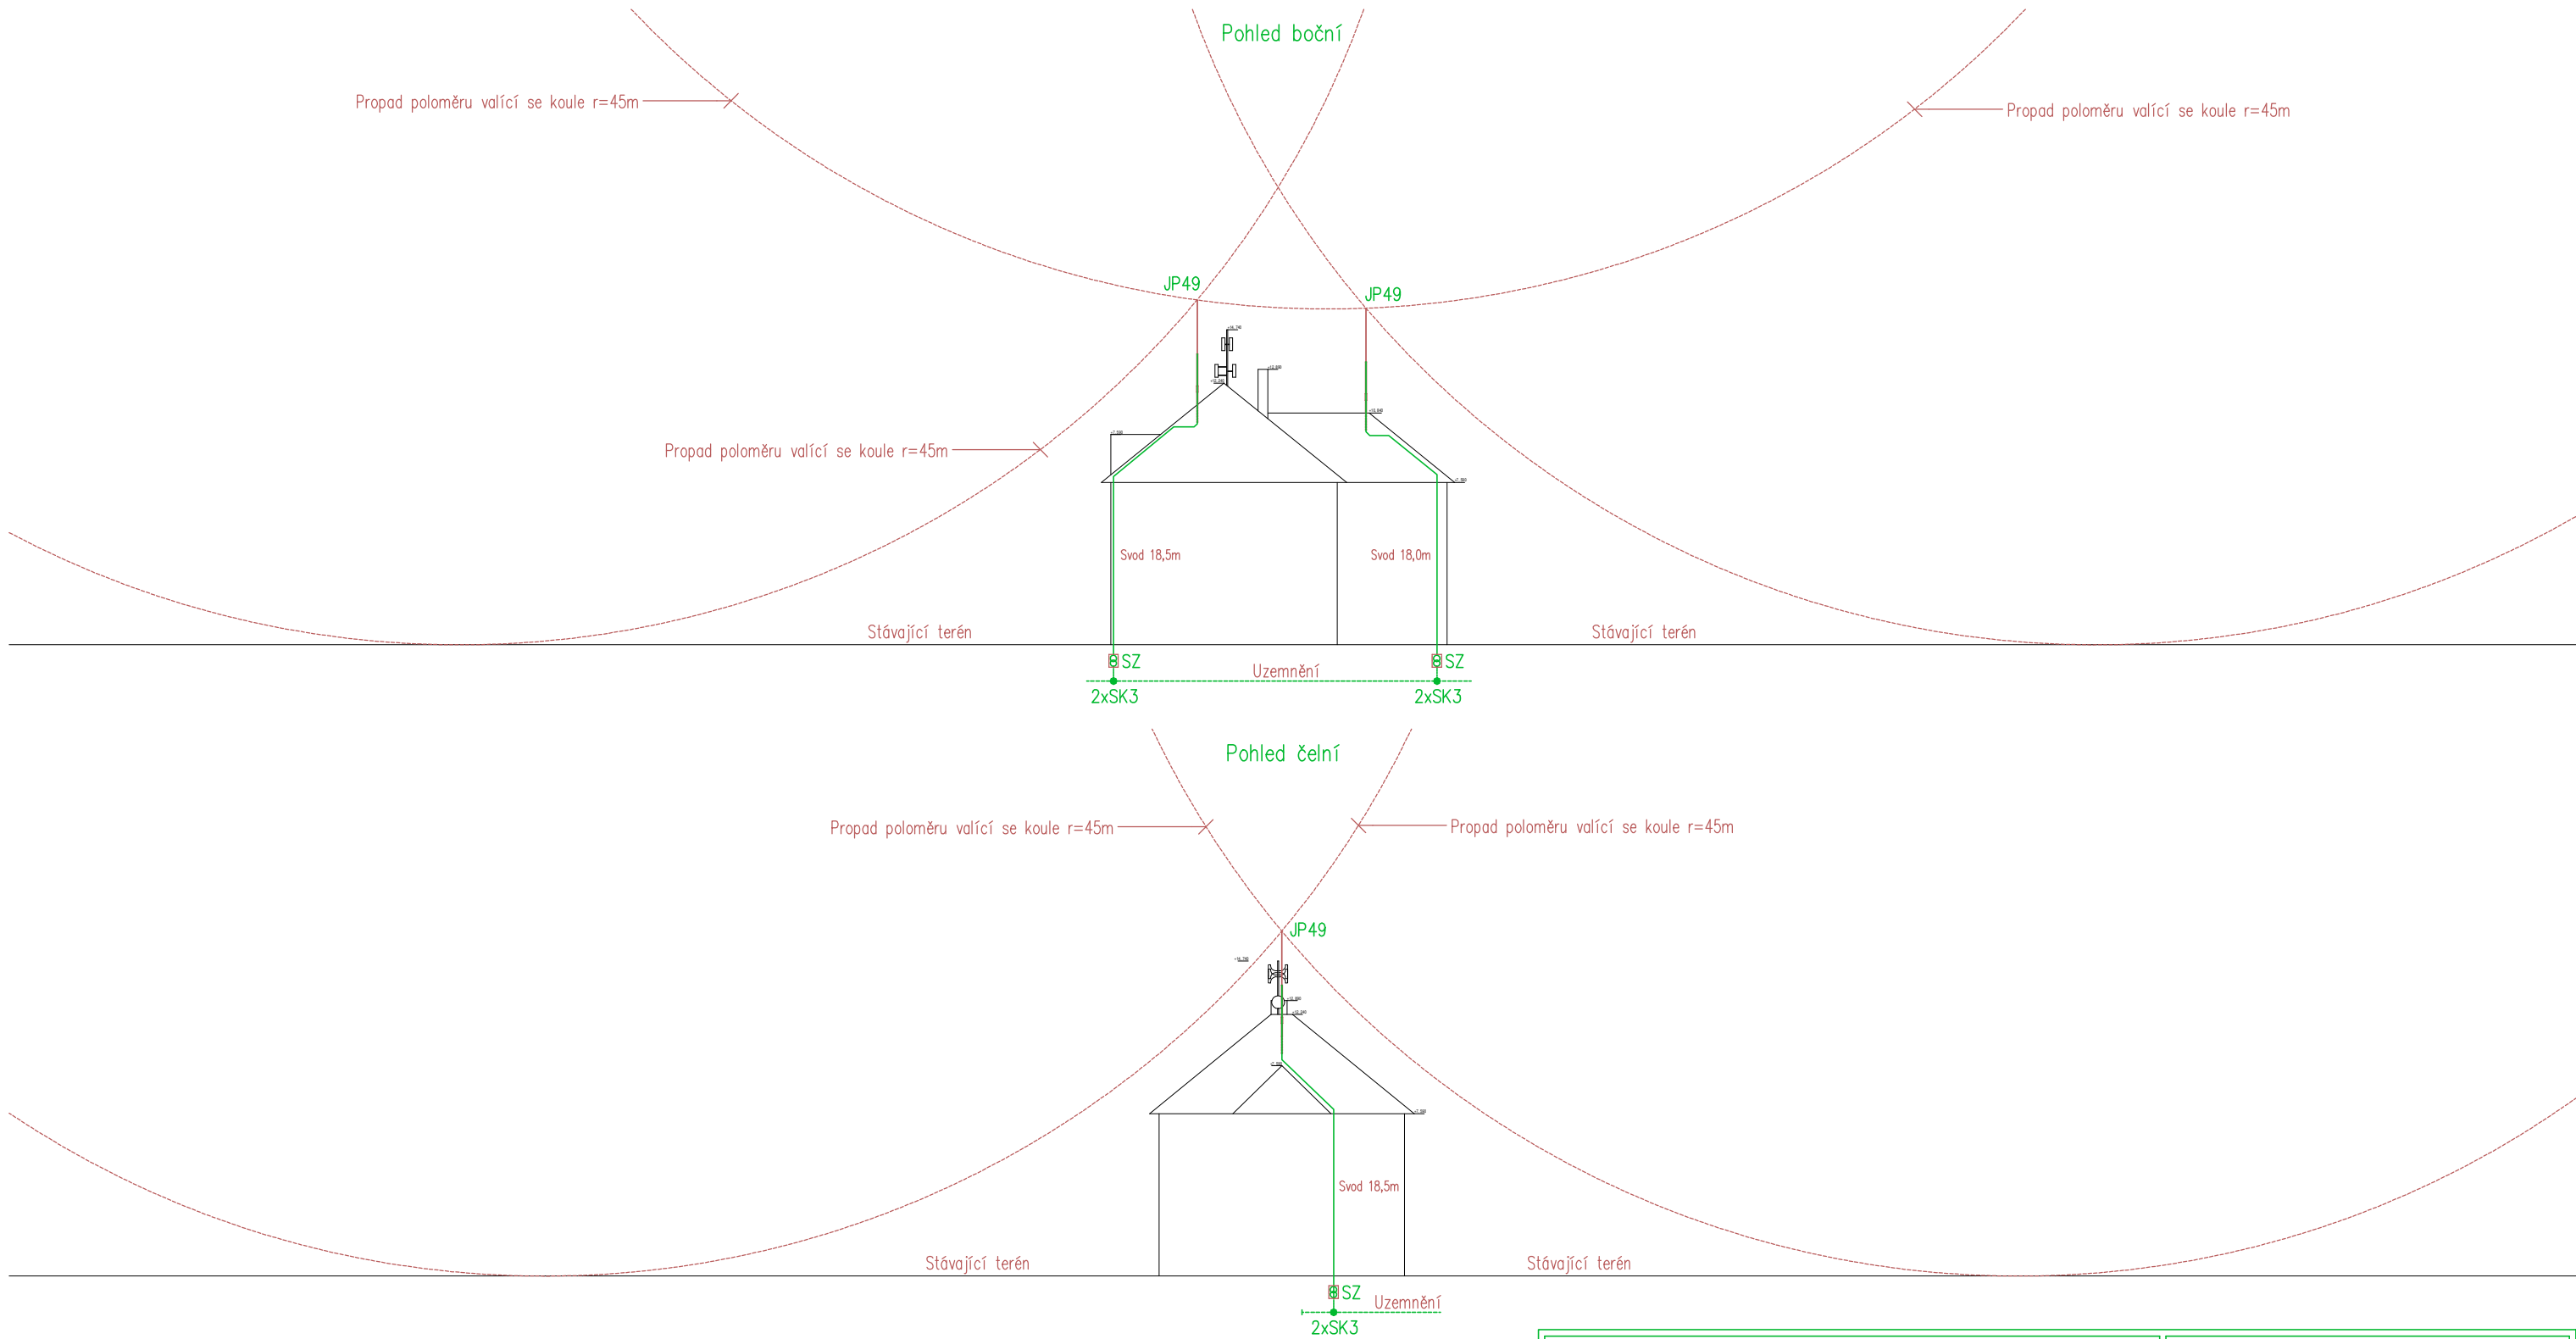 Pohled boční
Propad poloměru valící se koule r=45m
Propad poloměru valící se koule r=45m
JP49
JP49
Propad poloměru valící se koule r=45m
Svod 18,5m
Svod 18,0m
Stávající terén
Stávající terén
SZ
SZ
Uzemnění
2xSK3
2xSK3
Pohled čelní
Propad poloměru valící se koule r=45m
Propad poloměru valící se koule r=45m
JP49
Svod 18,5m
Stávající terén
Stávající terén
SZ
Uzemnění
2xSK3